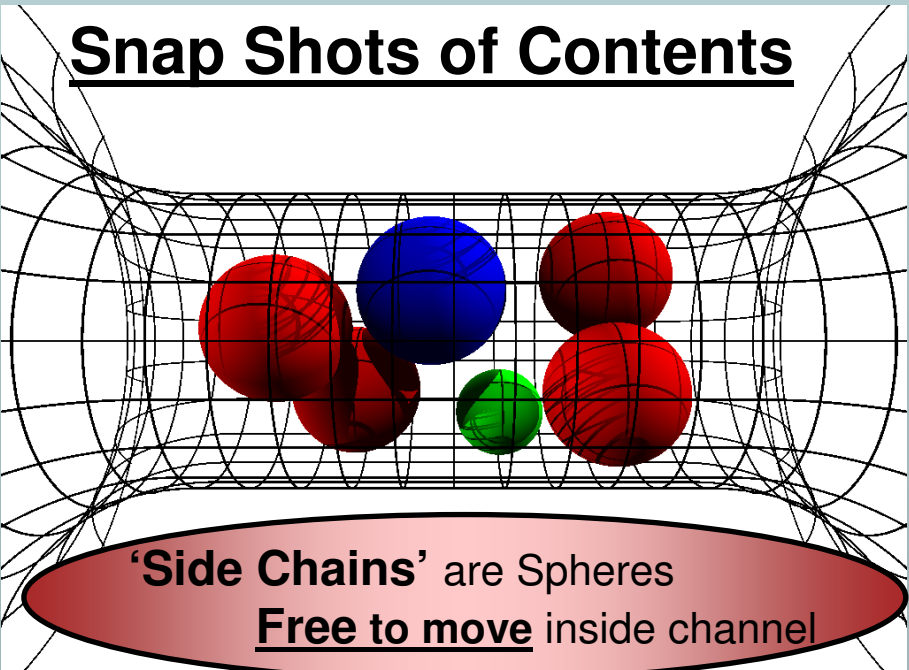 Snap Shots of Contents
‘Side Chains’ are Spheres
Free to move inside channel